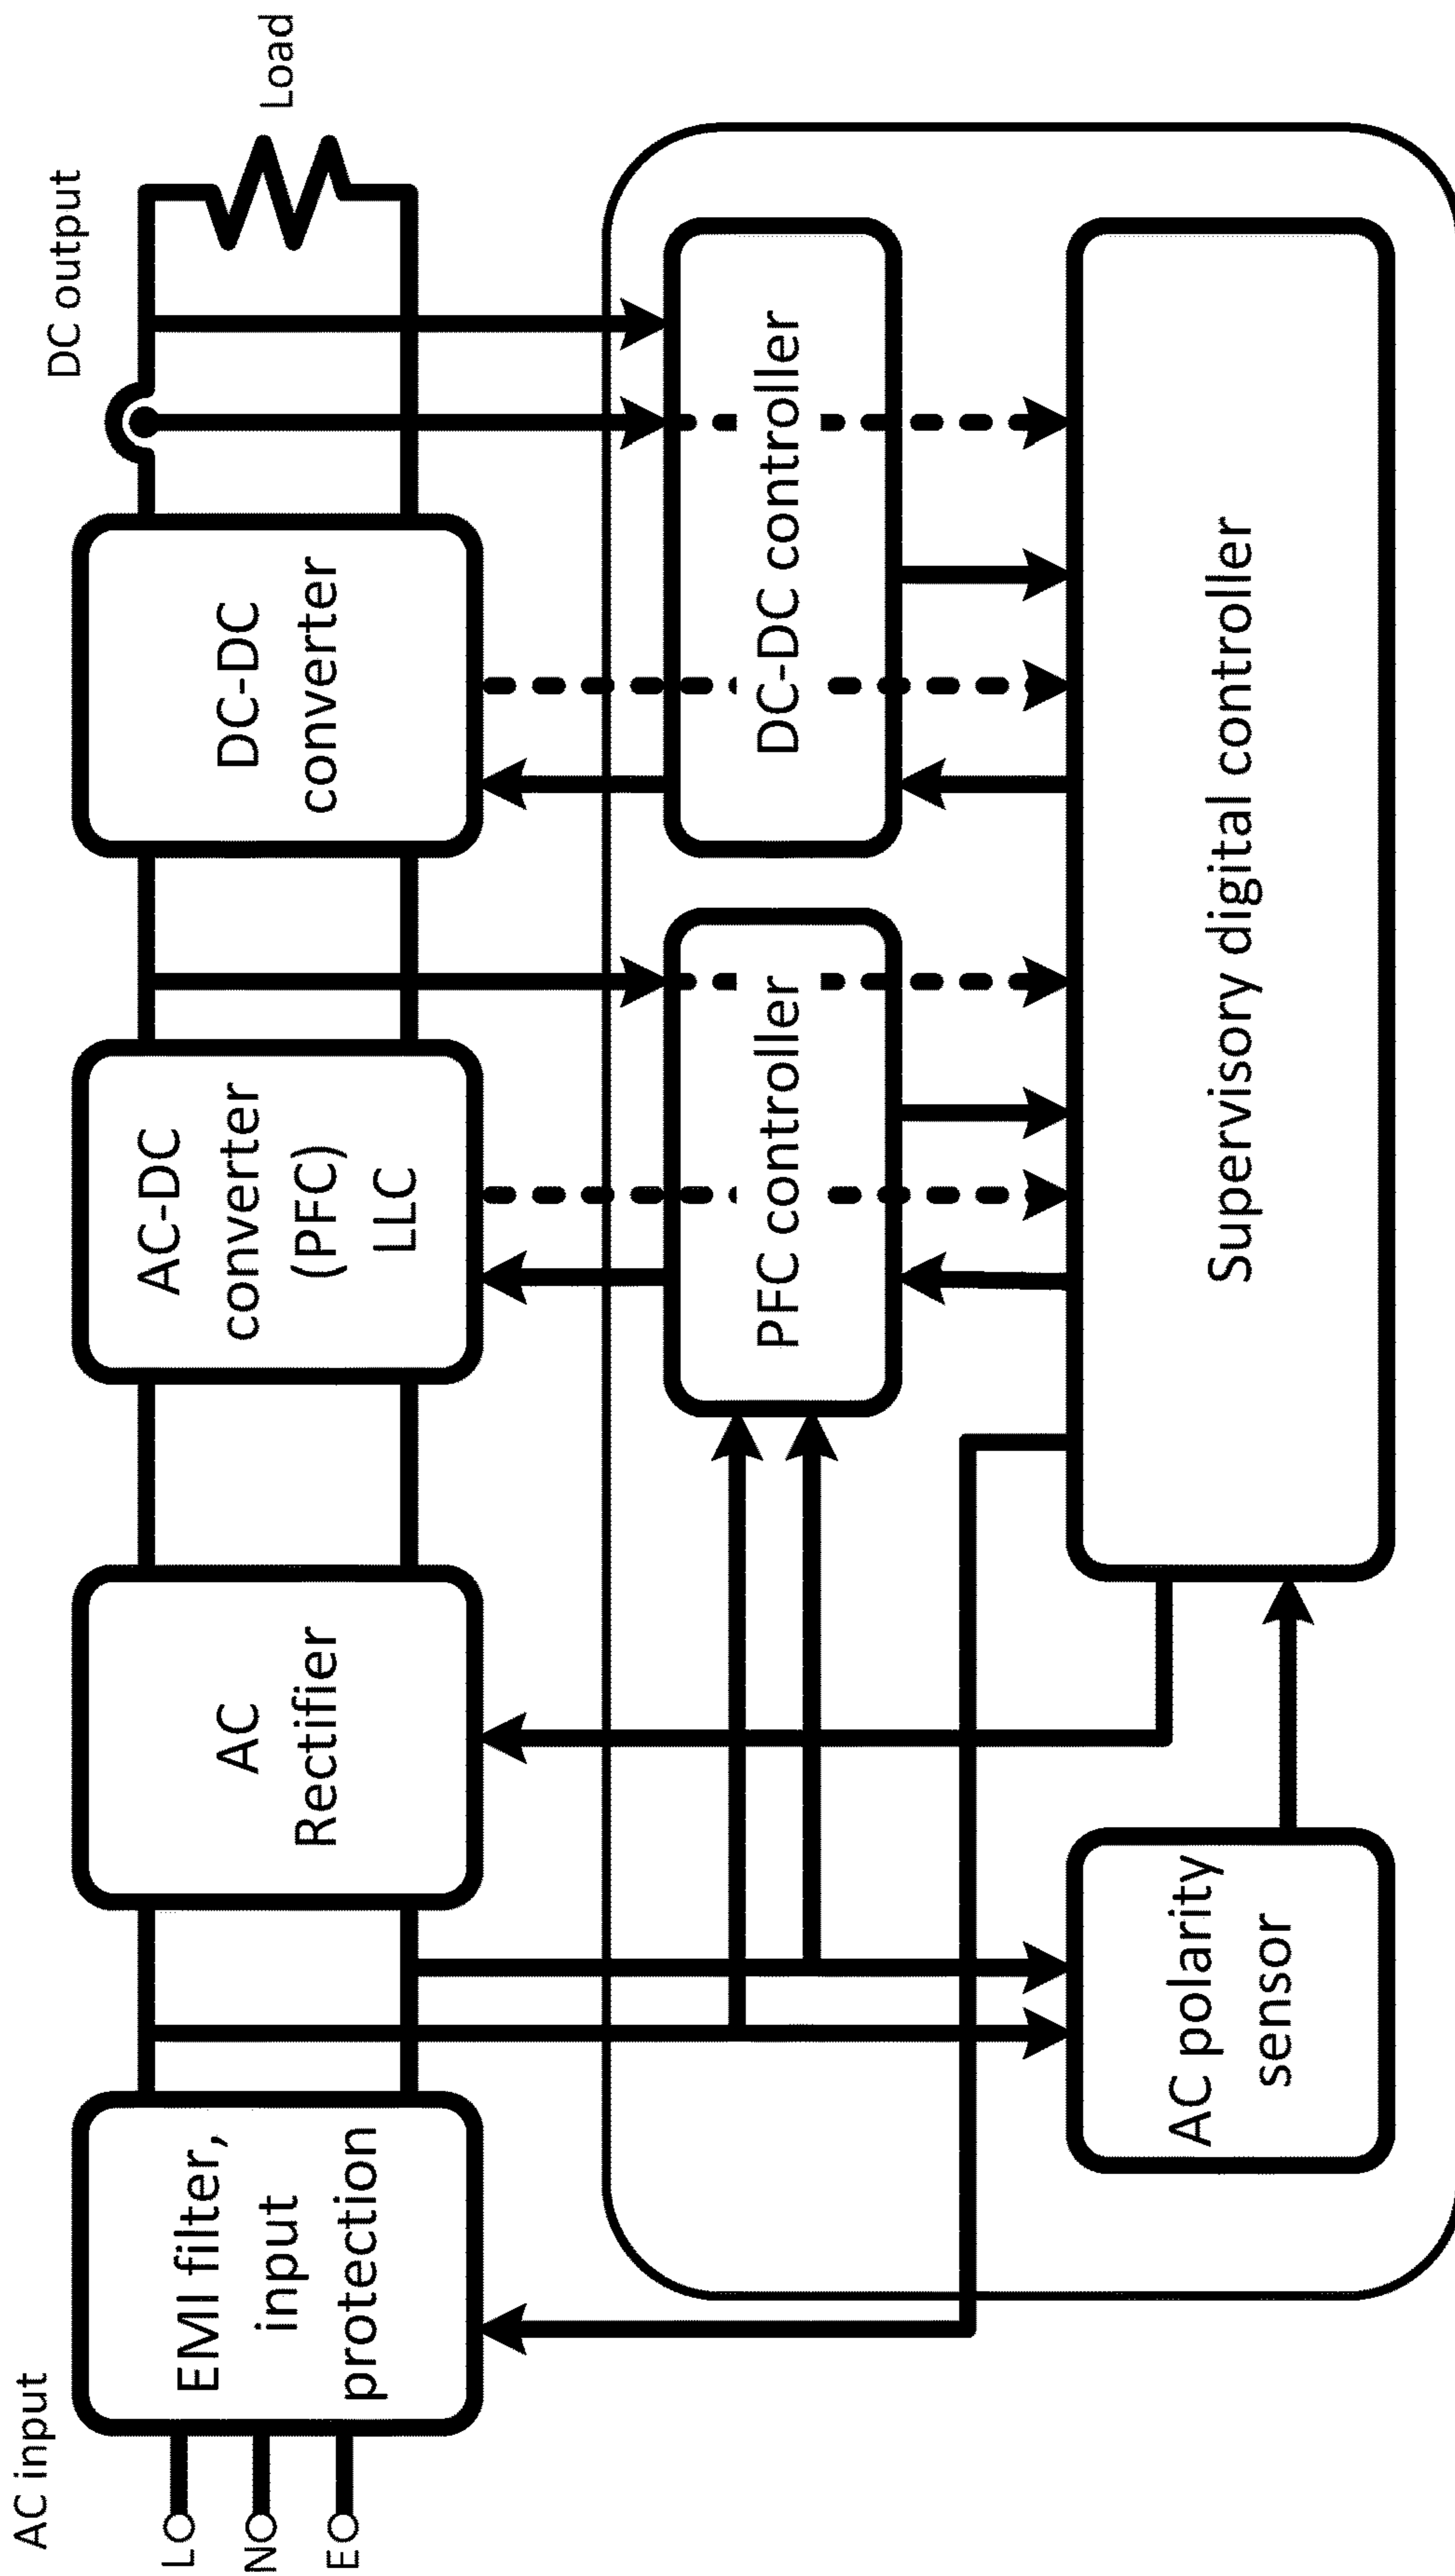 AC input
DC output
L
N
E
EMI filter,
input
protection
AC
Rectifier
AC-DC
converter
(PFC)
LLC
DC-DC
converter
Load
PFC controller
DC-DC controller
AC polarity
sensor
Supervisory digital controller